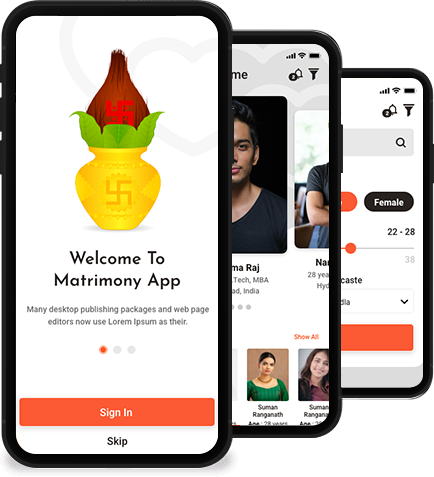 Welcome To
Matrimony App
Many desktop publishing packages and web page
editors now use Lorem Ipsum as their.
Sign In
Skip
me
2
ma Raj
.Tech, MBA
ad, India
Nar
28 year
Hyd
Show All
Suman
Ranganath
Age : 28 years
Suman
Ranganath
Age : 28
2
Female
22 - 28
38
caste
dia